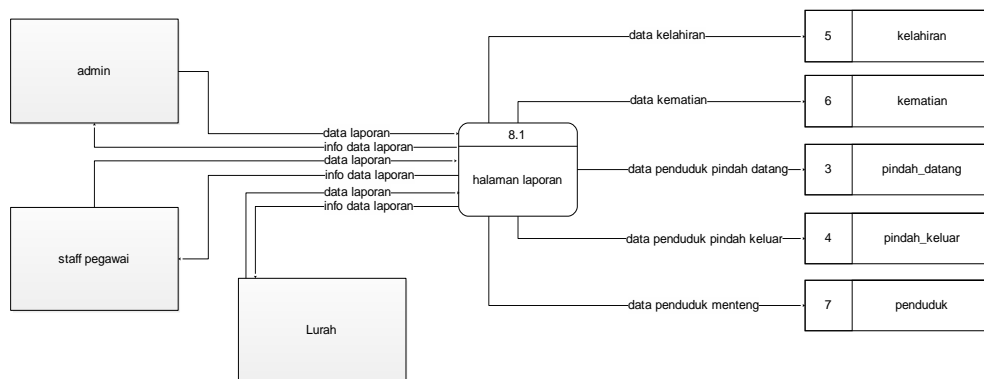 admin
staff pegawai
Lurah
data laporan
info data laporan
data laporan
info data laporan
data laporan
info data laporan
8.1
halaman laporan
data kelahiran
data kematian
data penduduk pindah datang
data penduduk pindah keluar
data penduduk menteng
5 kelahiran
6 kematian
3 pindah_datang
4 pindah_keluar
7 penduduk